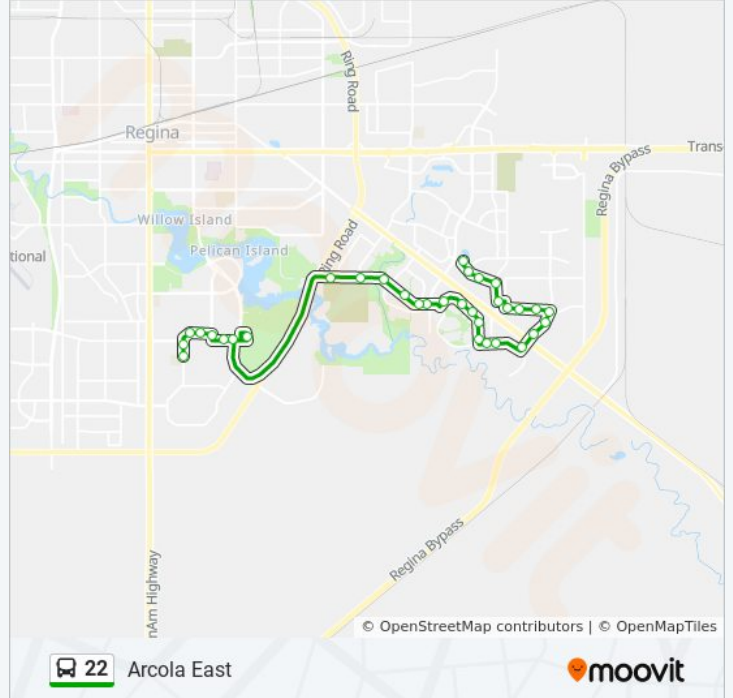 Ring Road
Regina
Trans
Regina Bypass
Willow Island
tional
Pelican Island
Ring Road
Regina Bypass
nAm Highway
© OpenStreetMap contributors | © OpenMapTiles
22 Arcola East
moovit